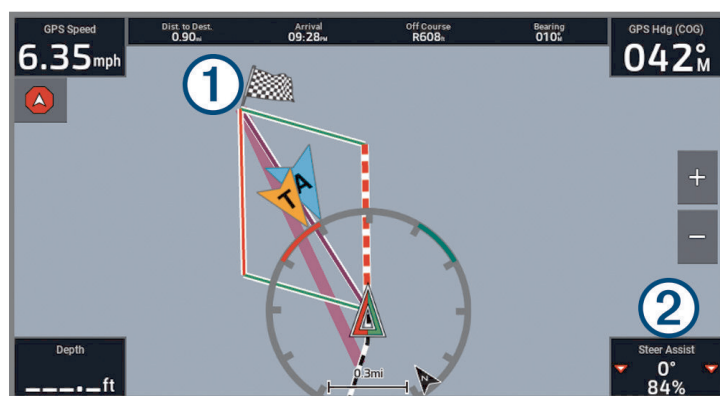 GPS Speed
6.35mph
Dist. to Dest.
0.90mi
Arrival
09:28PM
Off Course
R608ft
Bearing
010°M
GPS Hdg (COG)
042°M
1
A
T
+
−
2
Depth
___._ft
0.3mi
N
Steer Assist
0°
84%